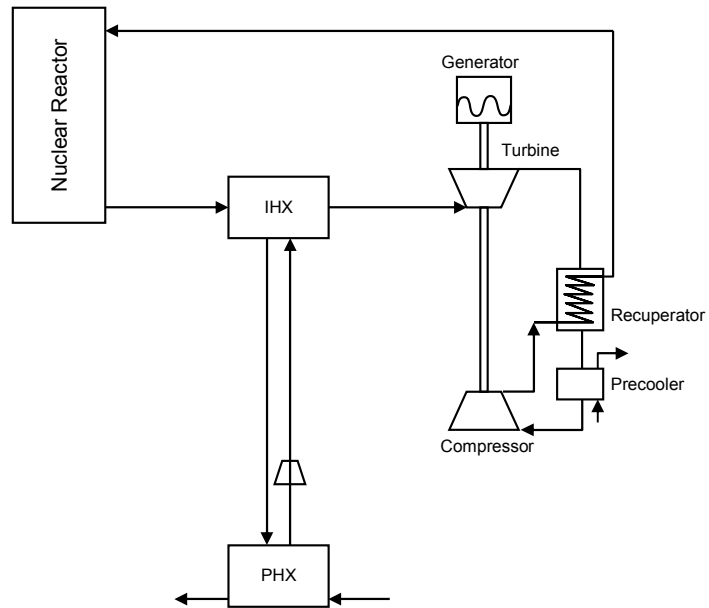 Nuclear Reactor
Generator
Turbine
IHX
Recuperator
Precooler
Compressor
PHX